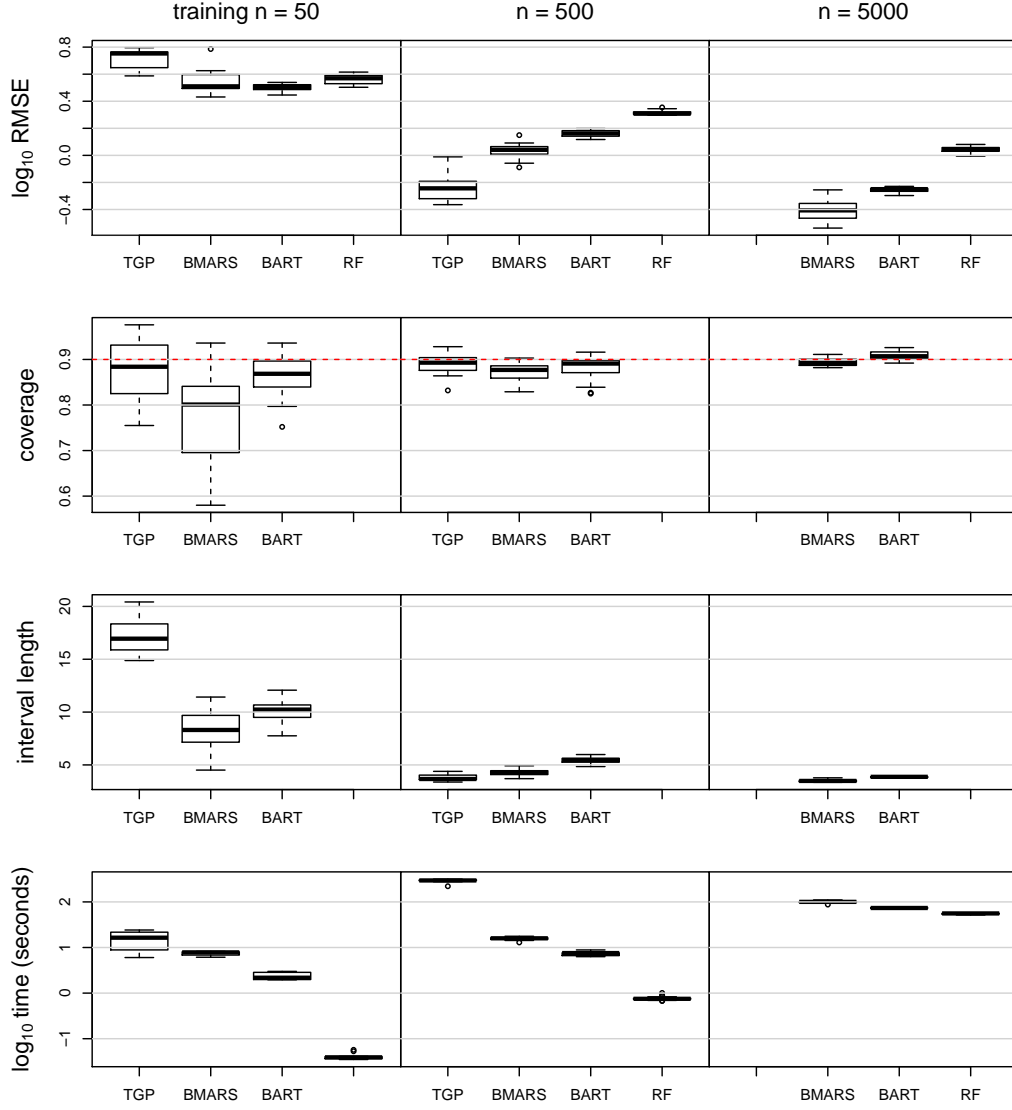 training n = 50
n = 500
n = 5000
log10 RMSE
0.8
0.4
0.0
−0.4
TGP BMARS BART RF
TGP BMARS BART RF
BMARS BART RF
coverage
0.9
0.8
0.7
0.6
TGP BMARS BART
TGP BMARS BART
BMARS BART
interval length
20
15
10
5
TGP BMARS BART
TGP BMARS BART
BMARS BART
log10 time (seconds)
2
1
0
−1
TGP BMARS BART RF
TGP BMARS BART RF
BMARS BART RF